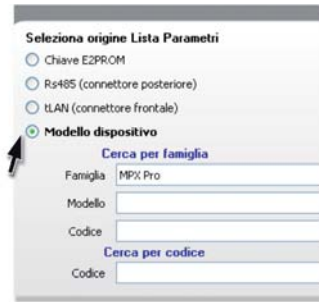 Seleziona origine Lista Parametri
Chiave E2PROM
Rs485 (connettore posteriore)
tLAN (connettore frontale)
Modello dispositivo
Cerca per famiglia
Famiglia MPX Pro
Modello
Codice
Cerca per codice
Codice